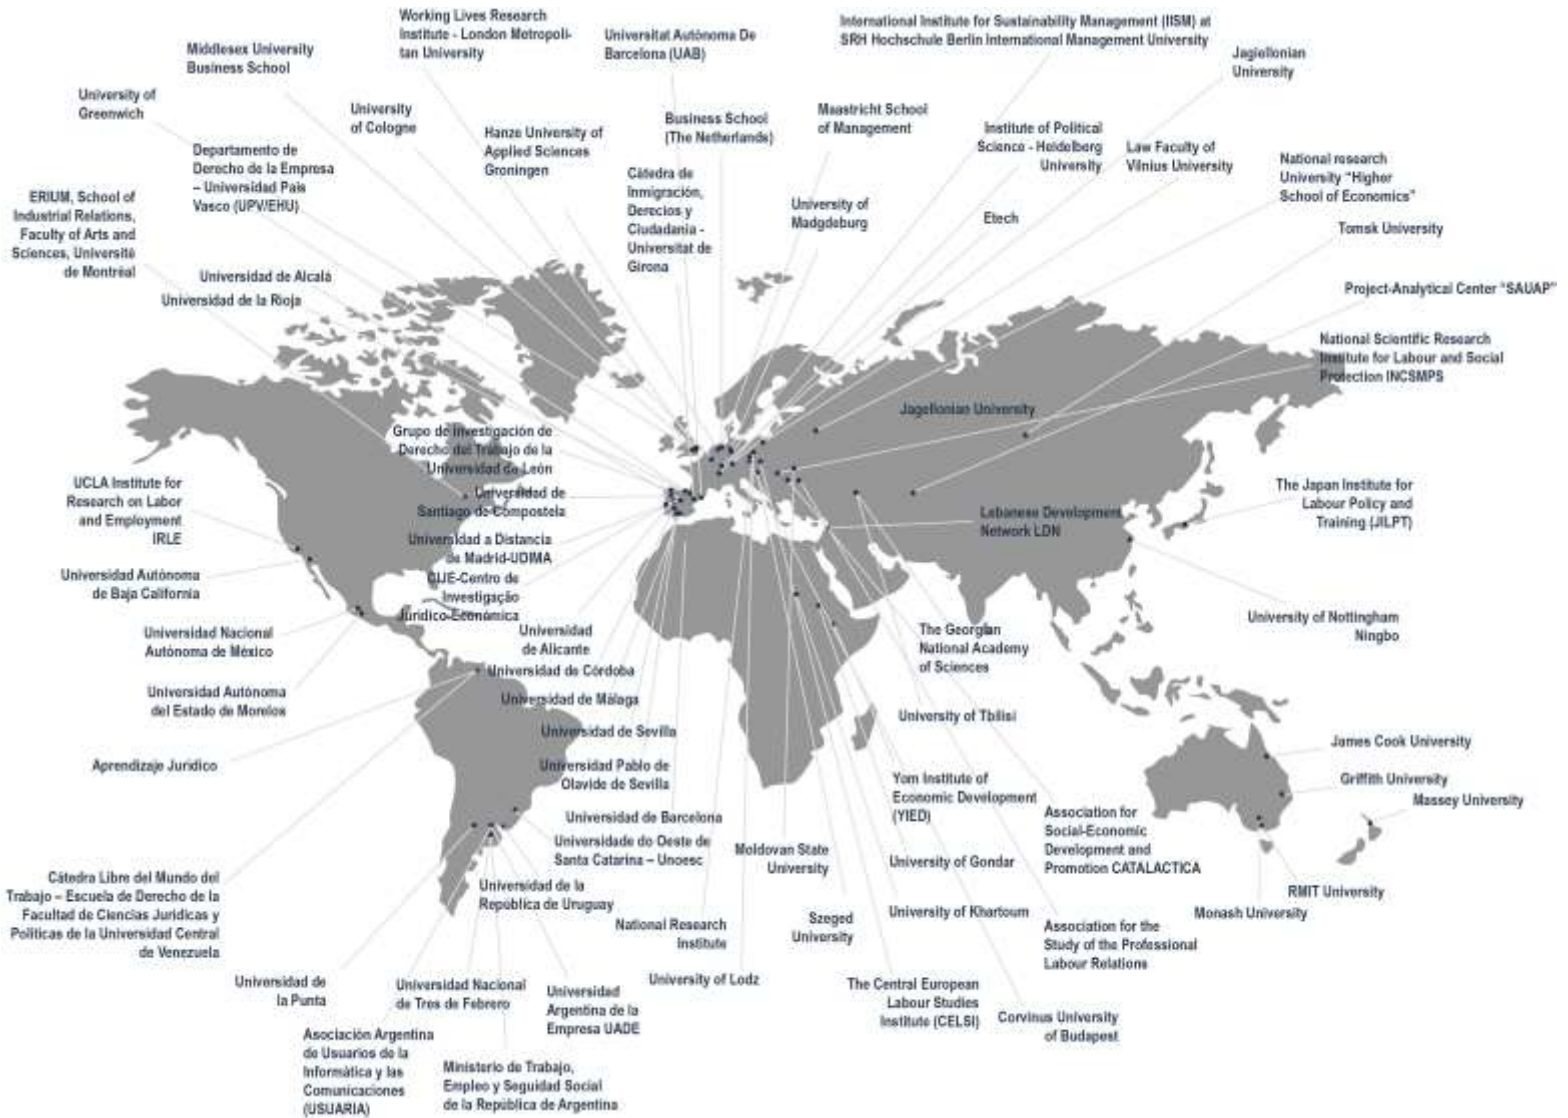 Working Lives Research
Institute - London Metropoli-
tan University
Middlesex University
Business School
Universitat Autònoma De
Barcelona (UAB)
International Institute for Sustainability Management (IISM) at
SRH Hochschule Berlin International Management University
Jagiellonian
University
University of
Greenwich
University
of Cologne
Hanze University of
Applied Sciences
Groningen
Business School
(The Netherlands)
Maastricht School
of Management
Institute of Political
Science - Heidelberg
University
Law Faculty of
Vilnius University
National research
University "Higher
School of Economics"
Departamento de
Derecho de la Empresa
– Universidad Pais
Vasco (UPV/EHU)
Cátedra de
Inmigración,
Derecios y
Ciudadania -
Universitat de
Girona
University of
Madgdeburg
Etech
Tomsk University
ERIUM, School of
Industrial Relations,
Faculty of Arts and
Sciences, Université
de Montréal
Universidad de Alcalá
Universidad de la Rioja
Project-Analytical Center "SAUAP"
National Scientific Research
Institute for Labour and Social
Protection INCSMPS
Jagellonian University
Grupo de Investigación de
Derecho del Trabajo de la
Universidad de León
Universidad de
Santiago de Compostela
UCLA Institute for
Research on Labor
and Employment
IRLE
The Japan Institute for
Labour Policy and
Training (JILPT)
Lebanese Development
Network LDN
Universidad a Distancia
de Madrid-UDIMA
CIJE-Centro de
Investigação
Jurídico-Económica
Universidad Autónoma
de Baja California
Universidad Nacional
Autónoma de México
Universidad
de Alicante
The Georgian
National Academy
of Sciences
University of Nottingham
Ningbo
Universidad de Córdoba
Universidad Autónoma
del Estado de Morelos
Universidad de Málaga
University of Tbilisi
Universidad de Sevilla
James Cook University
Aprendizaje Jurídico
Universidad Pablo de
Olavide de Sevilla
Yom Institute of
Economic Development
(YIED)
Griffith University
Massey University
Universidad de Barcelona
Association for
Social-Economic
Development and
Promotion CATALACTICA
Universidade do Oeste de
Santa Catarina – Unoesc
Moldovan State
University
University of Gondar
Cátedra Libre del Mundo del
Trabajo – Escuela de Derecho de la
Facultad de Ciencias Jurídicas y
Políticas de la Universidad Central
de Venezuela
Universidad de la
República de Uruguay
RMIT University
Monash University
National Research
Institute
Szeged
University
University of Khartoum
Association for the
Study of the Professional
Labour Relations
University of Lodz
Universidad de
la Punta
Universidad Nacional
de Tres de Febrero
Universidad
Argentina de la
Empresa UADE
The Central European
Labour Studies
Institute (CELSI)
Corvinus University
of Budapest
Asociación Argentina
de Usuarios de la
Informática y las
Comunicaciones
(USUARIA)
Ministerio de Trabajo,
Empleo y Seguidad Social
de la República de Argentina